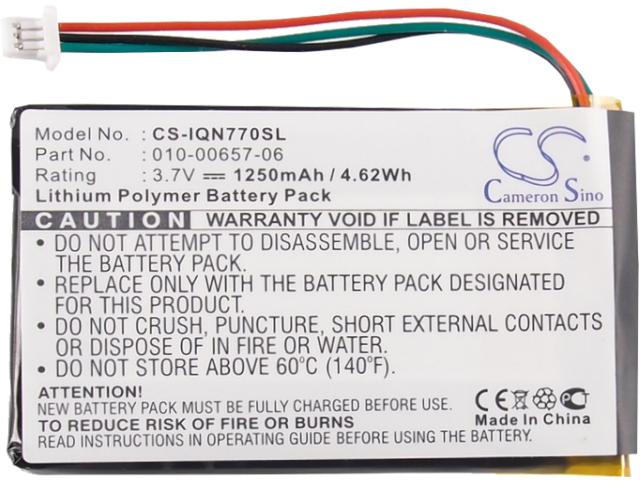 Model No. : CS-IQN770SL
Part No. : 010-00657-06
Rating : 3.7V ⎓ 1250mAh / 4.62Wh
Lithium Polymer Battery Pack
CS
Cameron Sino
CAUTION WARRANTY VOID IF LABEL IS REMOVED
• DO NOT ATTEMPT TO DISASSEMBLE, OPEN OR SERVICE
THE BATTERY PACK.
• REPLACE ONLY WITH THE BATTERY PACK DESIGNATED
FOR THIS PRODUCT.
• DO NOT CRUSH, PUNCTURE, SHORT EXTERNAL CONTACTS
OR DISPOSE OF IN FIRE OR WATER.
• DO NOT STORE ABOVE 60°C (140°F).
ATTENTION!
NEW BATTERY PACK MUST BE FULLY CHARGED BEFORE USE.
TO REDUCE RISK OF FIRE OR BURNS
READ INSTRUCTIONS IN OPERATING GUIDE BEFORE USING THE BATTERY.
CE
Made in China